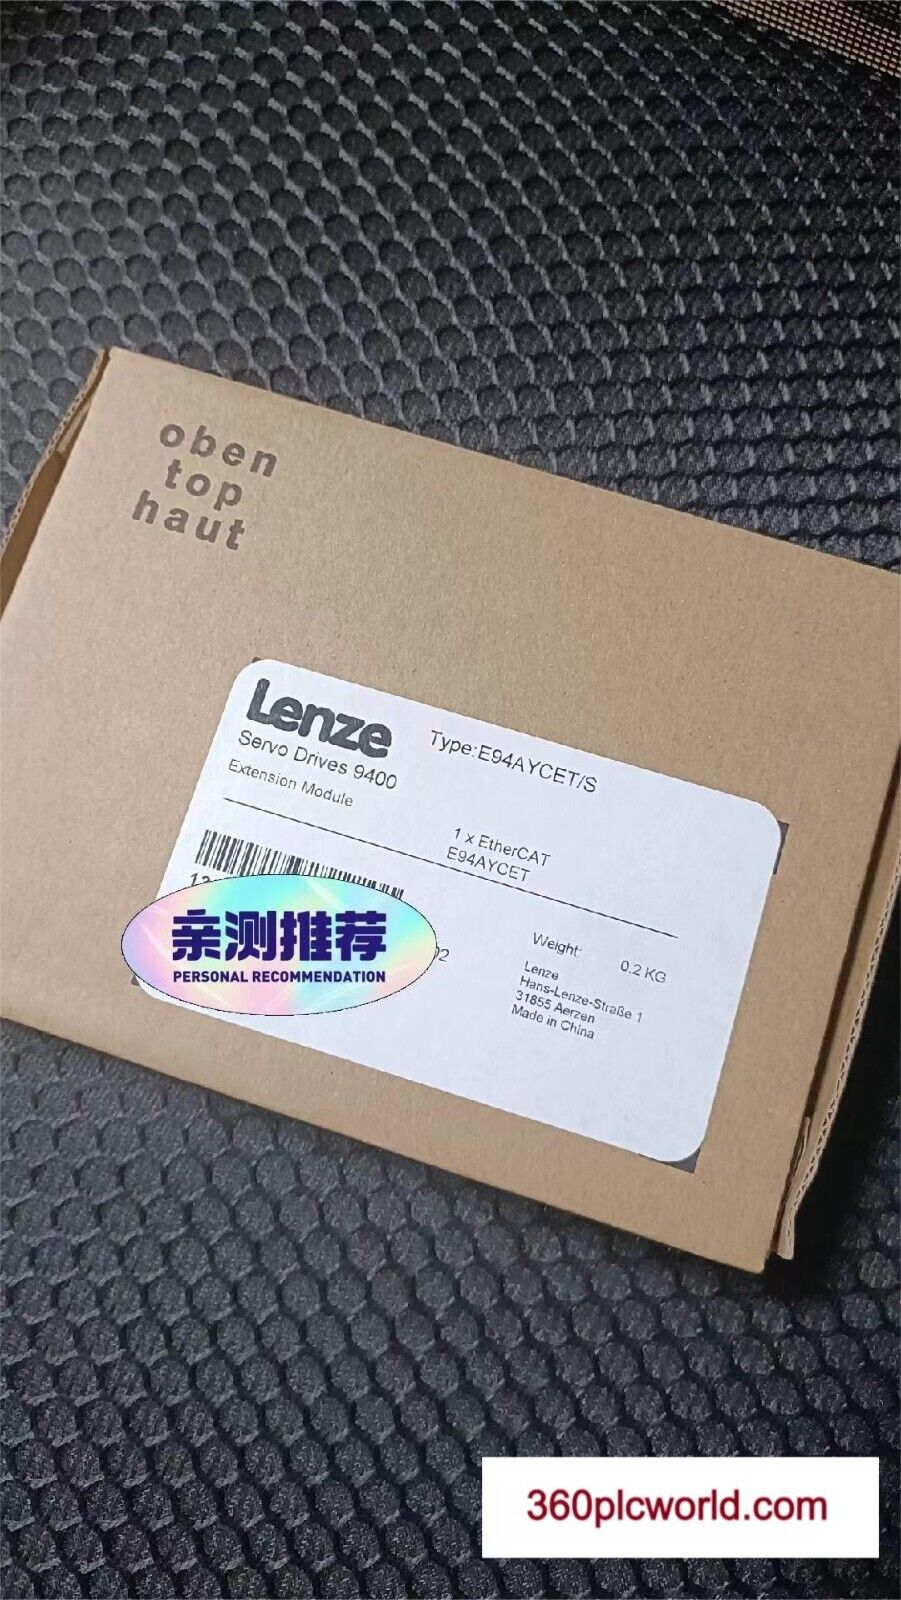 oben
top
haut
Lenze
Servo Drives 9400
Extension Module
Type:E94AYCET/S
1 x EtherCAT
E94AYCET
亲测推荐
PERSONAL RECOMMENDATION
Weight: 0.2 KG
Lenze
Hans-Lenze-Straße 1
31855 Aerzen
Made in China
360plcworld.com